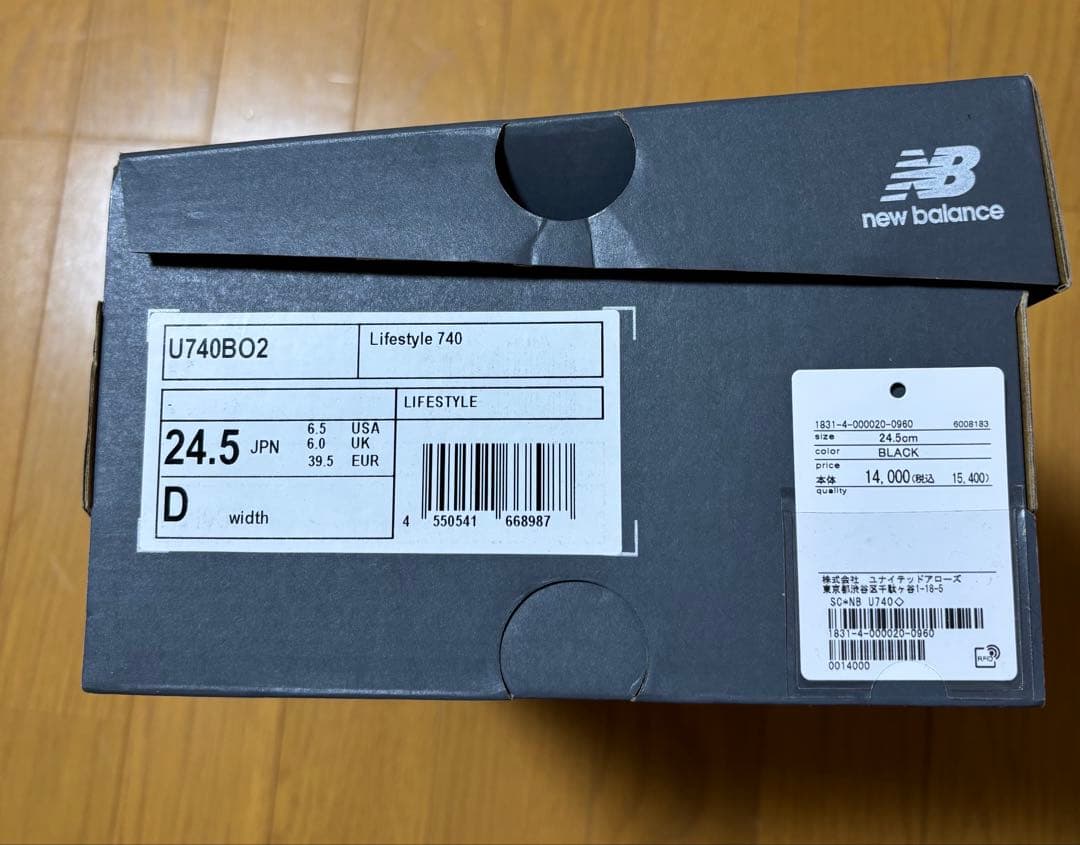 NB
new balance
U740BO2
Lifestyle 740
-
LIFESTYLE
24.5 JPN
6.5 USA
6.0 UK
39.5 EUR
D width
4 550541 668987
1831-4-000020-0960 6008183
size 24.5cm
color BLACK
price
本体 14,000(税込 15,400)
quality
株式会社 ユナイテッドアローズ
東京都渋谷区千駄ヶ谷1-18-5
SC*NB U740◇
1831-4-000020-0960
0014000
RFID